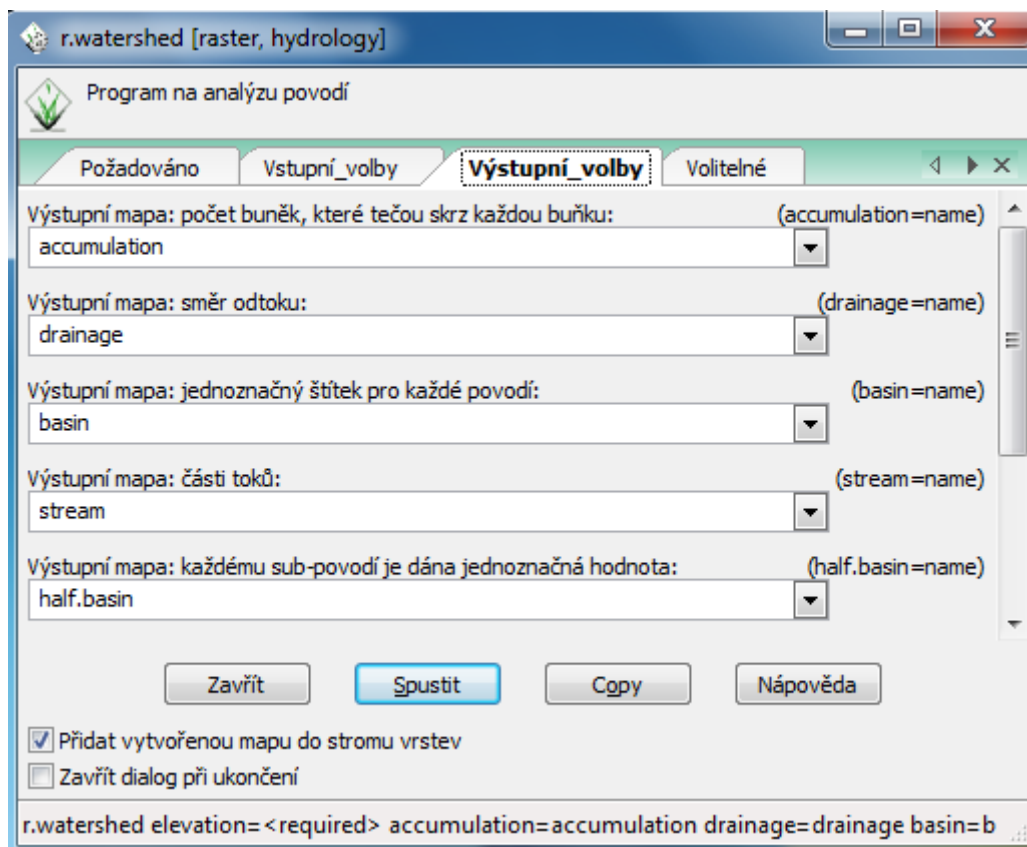 r.watershed [raster, hydrology]
Program na analýzu povodí
Požadováno Vstupní_volby Výstupní_volby Volitelné
Výstupní mapa: počet buněk, které tečou skrz každou buňku: (accumulation=name)
accumulation
Výstupní mapa: směr odtoku: (drainage=name)
drainage
Výstupní mapa: jednoznačný štítek pro každé povodí: (basin=name)
basin
Výstupní mapa: části toků: (stream=name)
stream
Výstupní mapa: každému sub-povodí je dána jednoznačná hodnota: (half.basin=name)
half.basin
Zavřít Spustit Copy Nápověda
Přidat vytvořenou mapu do stromu vrstev
Zavřít dialog při ukončení
r.watershed elevation=<required> accumulation=accumulation drainage=drainage basin=b